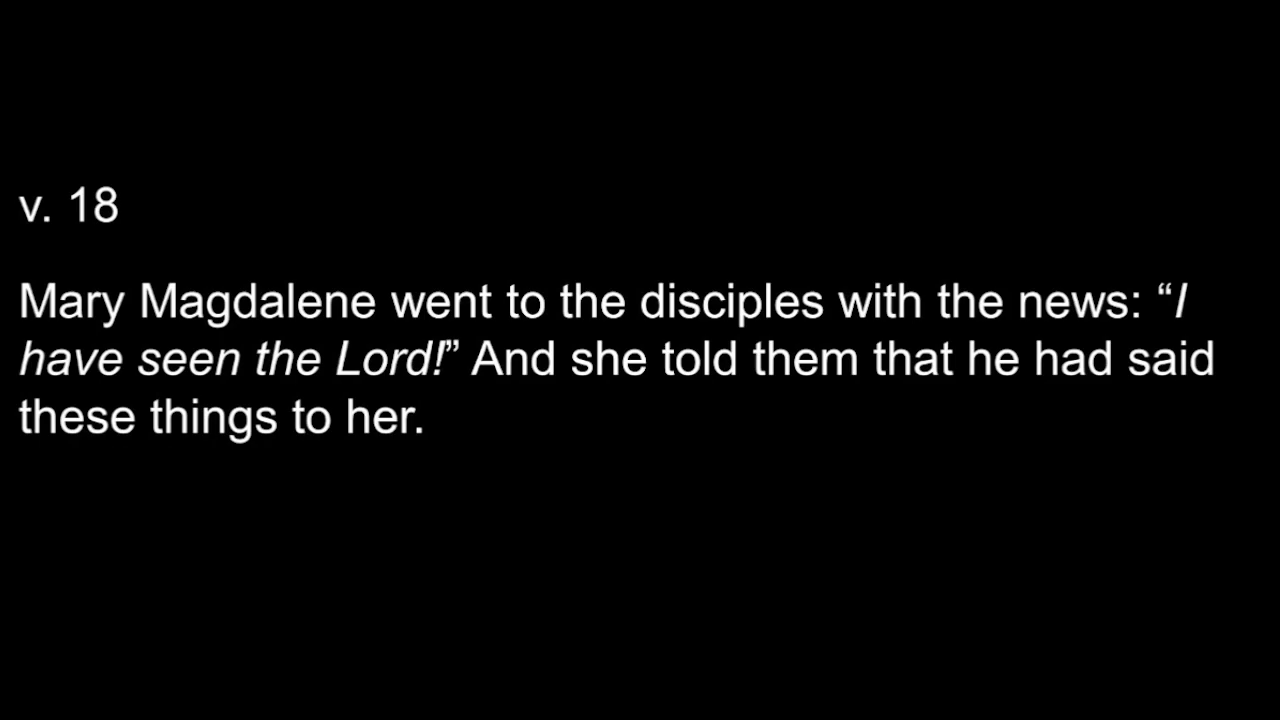 v. 18
Mary Magdalene went to the disciples with the news: “I
have seen the Lord!” And she told them that he had said
these things to her.